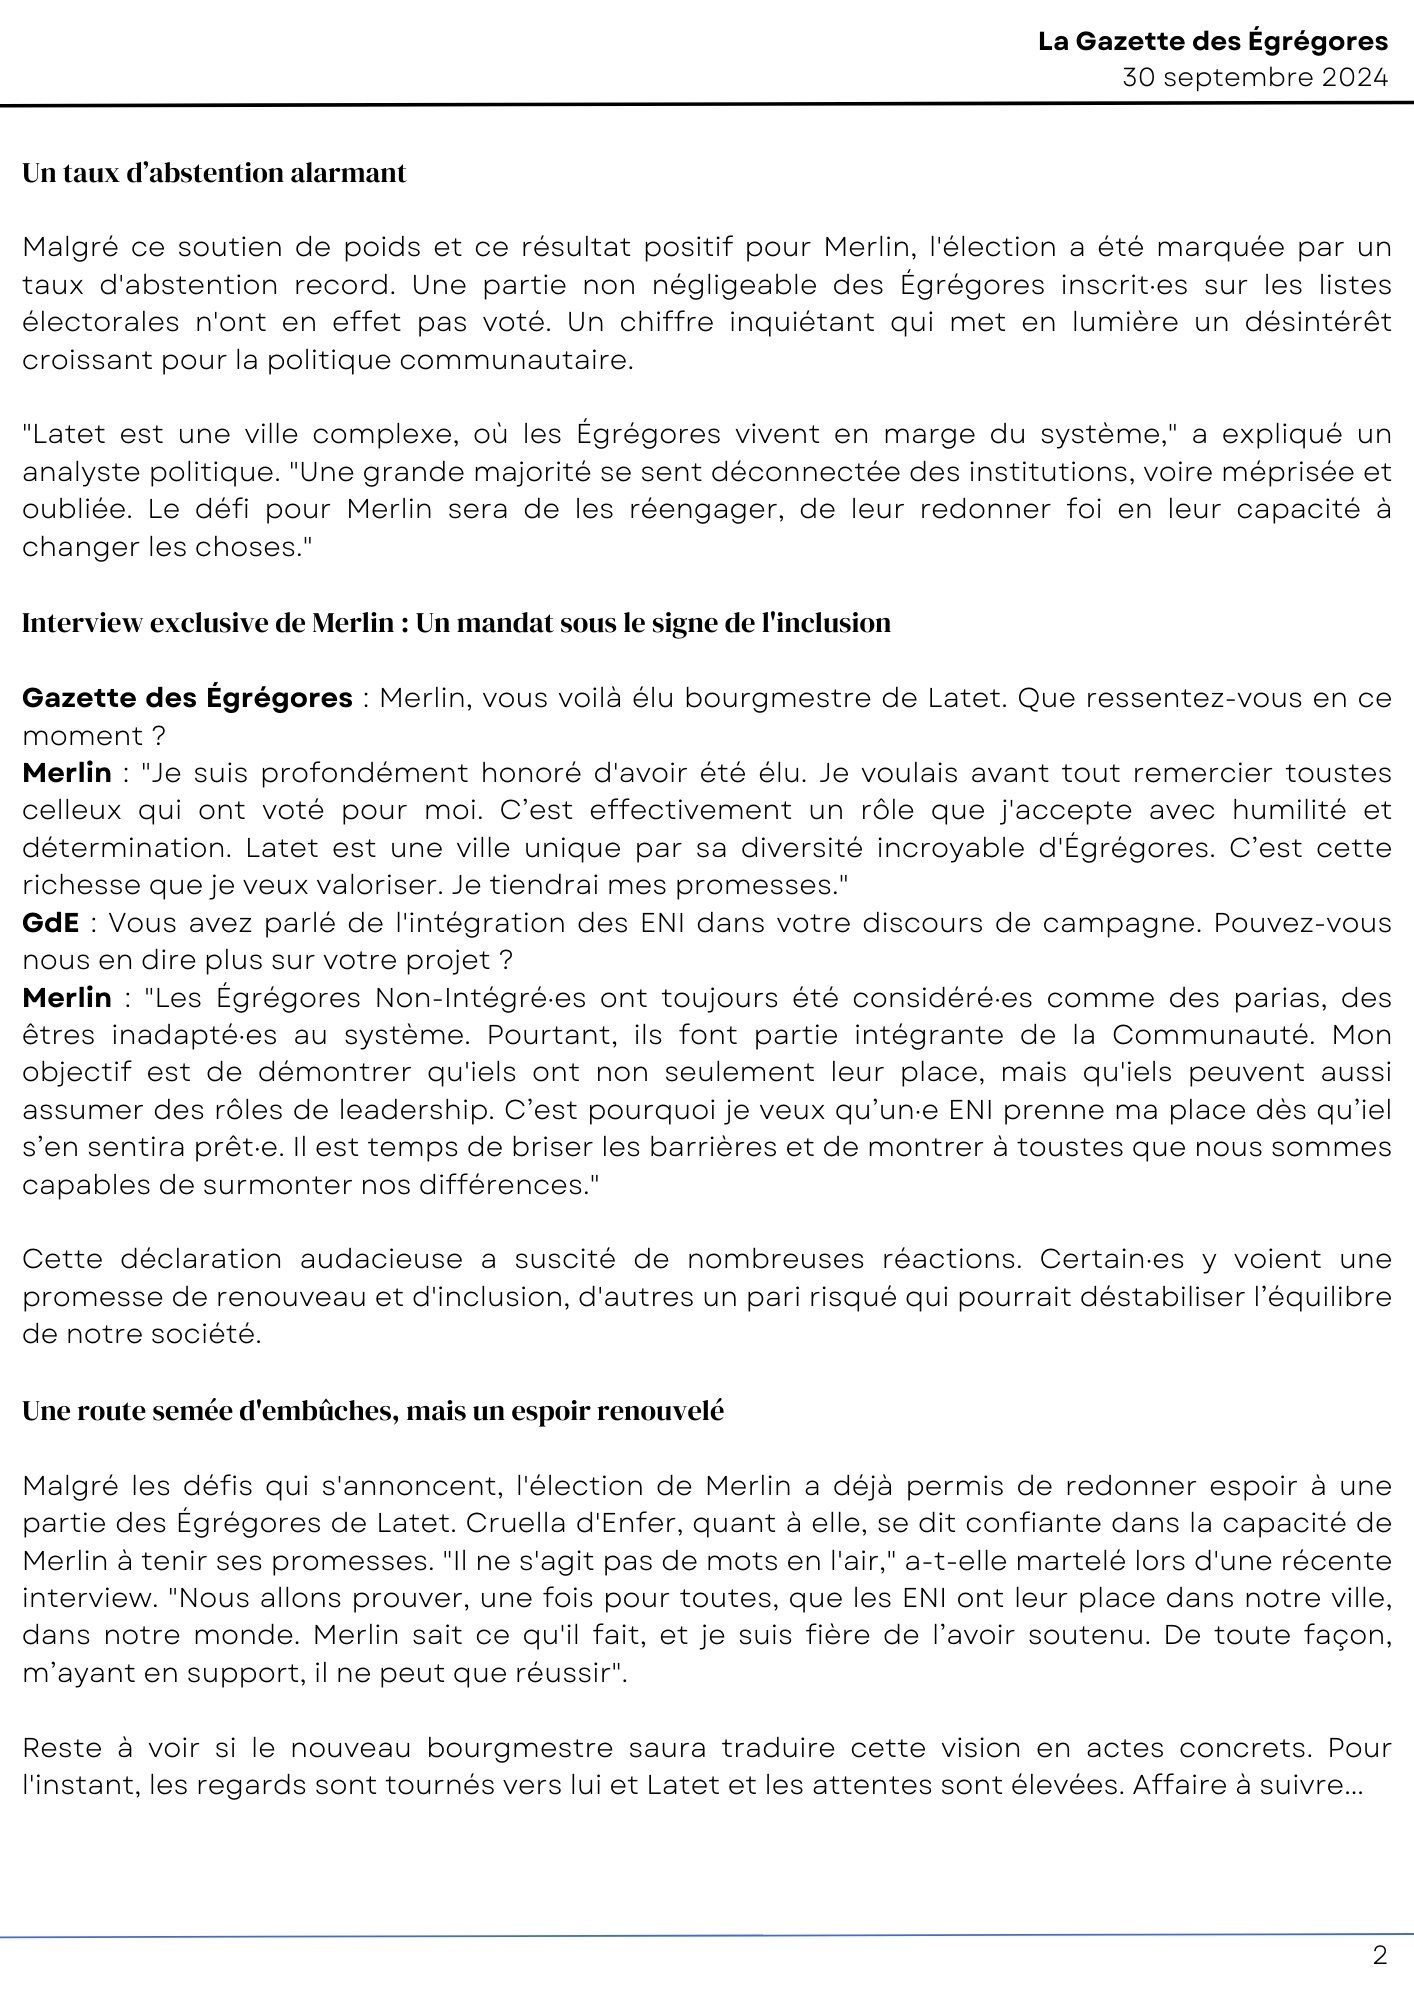 La Gazette des Égrégores
30 septembre 2024
Un taux d’abstention alarmant
Malgré ce soutien de poids et ce résultat positif pour Merlin, l'élection a été marquée par un
taux d'abstention record. Une partie non négligeable des Égrégores inscrit·es sur les listes
électorales n'ont en effet pas voté. Un chiffre inquiétant qui met en lumière un désintérêt
croissant pour la politique communautaire.
"Latet est une ville complexe, où les Égrégores vivent en marge du système," a expliqué un
analyste politique. "Une grande majorité se sent déconnectée des institutions, voire méprisée et
oubliée. Le défi pour Merlin sera de les réengager, de leur redonner foi en leur capacité à
changer les choses."
Interview exclusive de Merlin : Un mandat sous le signe de l'inclusion
Gazette des Égrégores : Merlin, vous voilà élu bourgmestre de Latet. Que ressentez-vous en ce
moment ?
Merlin : "Je suis profondément honoré d'avoir été élu. Je voulais avant tout remercier toustes
celleux qui ont voté pour moi. C’est effectivement un rôle que j'accepte avec humilité et
détermination. Latet est une ville unique par sa diversité incroyable d'Égrégores. C’est cette
richesse que je veux valoriser. Je tiendrai mes promesses."
GdE : Vous avez parlé de l'intégration des ENI dans votre discours de campagne. Pouvez-vous
nous en dire plus sur votre projet ?
Merlin : "Les Égrégores Non-Intégré·es ont toujours été considéré·es comme des parias, des
êtres inadapté·es au système. Pourtant, ils font partie intégrante de la Communauté. Mon
objectif est de démontrer qu'iels ont non seulement leur place, mais qu'iels peuvent aussi
assumer des rôles de leadership. C’est pourquoi je veux qu’un·e ENI prenne ma place dès qu’iel
s’en sentira prêt·e. Il est temps de briser les barrières et de montrer à toustes que nous sommes
capables de surmonter nos différences."
Cette déclaration audacieuse a suscité de nombreuses réactions. Certain·es y voient une
promesse de renouveau et d'inclusion, d'autres un pari risqué qui pourrait déstabiliser l’équilibre
de notre société.
Une route semée d'embûches, mais un espoir renouvelé
Malgré les défis qui s'annoncent, l'élection de Merlin a déjà permis de redonner espoir à une
partie des Égrégores de Latet. Cruella d'Enfer, quant à elle, se dit confiante dans la capacité de
Merlin à tenir ses promesses. "Il ne s'agit pas de mots en l'air," a-t-elle martelé lors d'une récente
interview. "Nous allons prouver, une fois pour toutes, que les ENI ont leur place dans notre ville,
dans notre monde. Merlin sait ce qu'il fait, et je suis fière de l’avoir soutenu. De toute façon,
m’ayant en support, il ne peut que réussir".
Reste à voir si le nouveau bourgmestre saura traduire cette vision en actes concrets. Pour
l'instant, les regards sont tournés vers lui et Latet et les attentes sont élevées. Affaire à suivre...
2